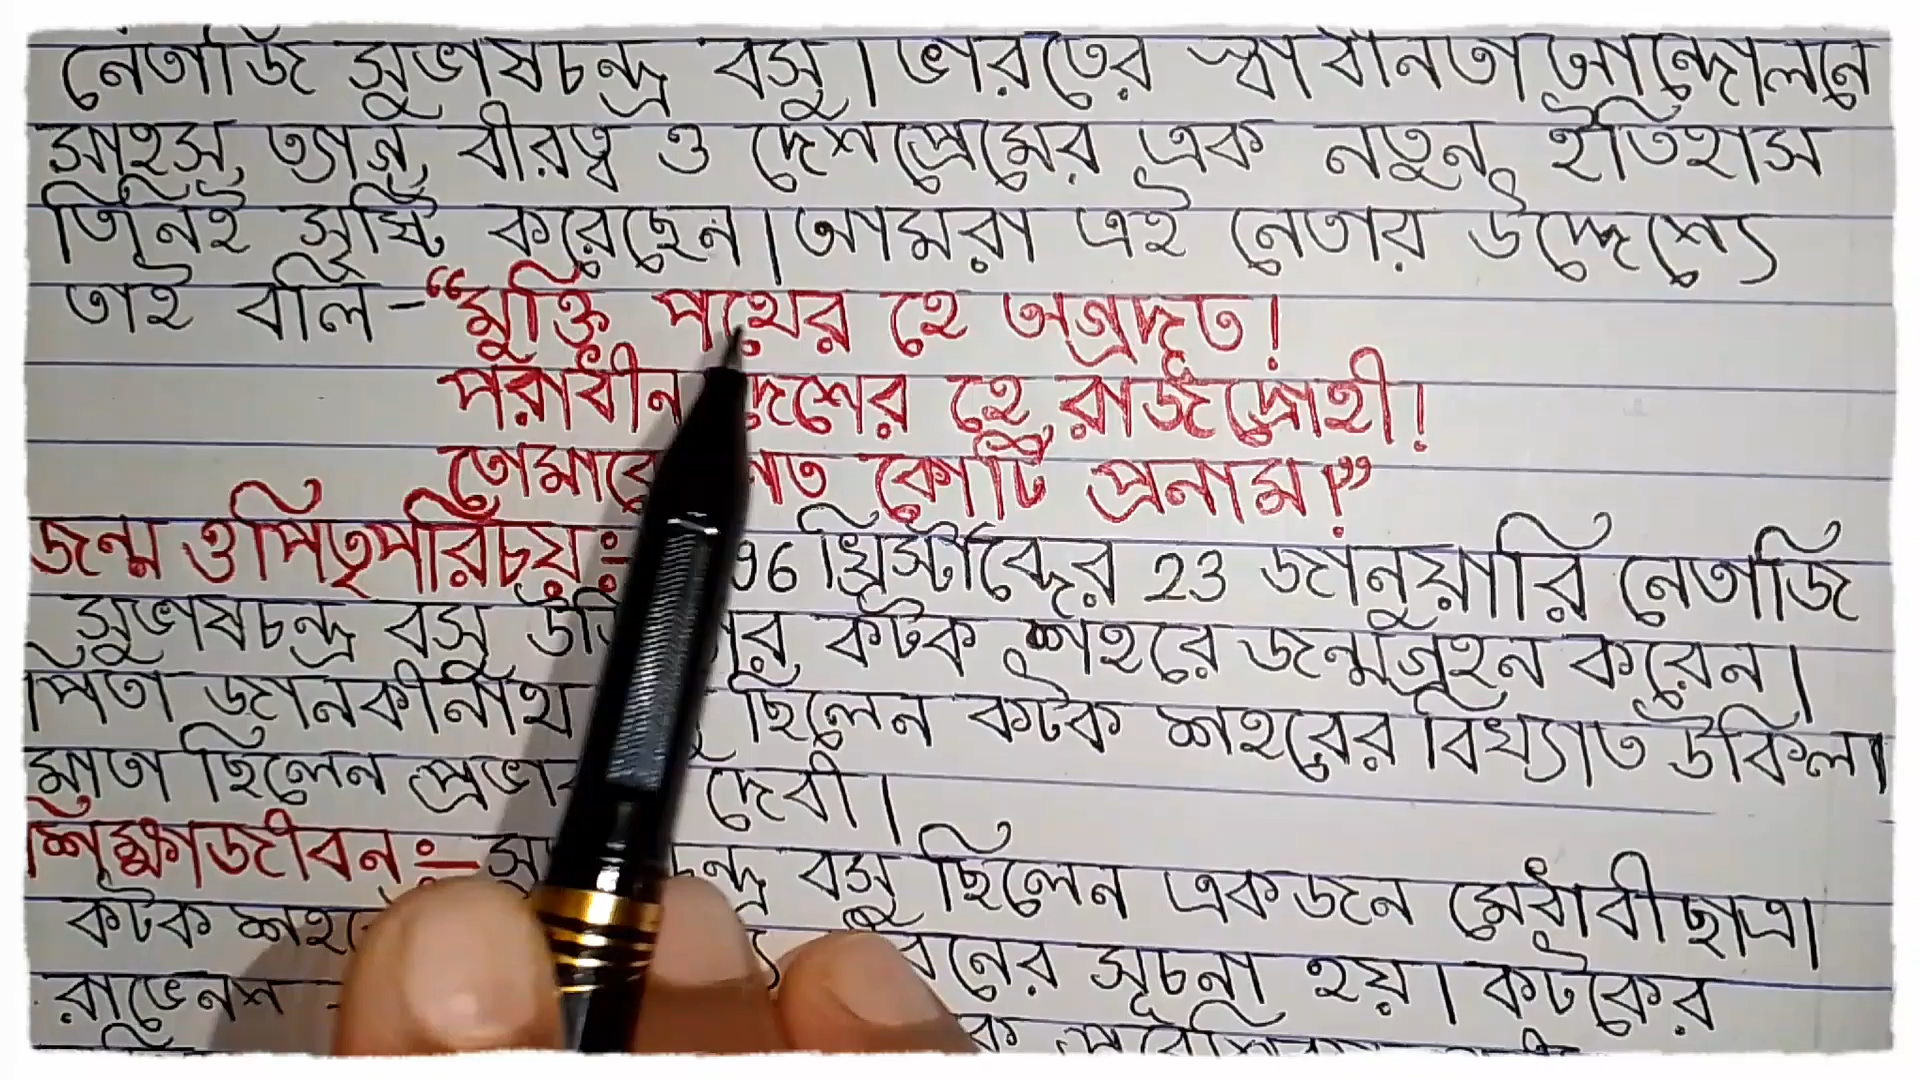 নেতাজি সুভাষচন্দ্র বসু। ভারতের স্বাধীনতা আন্দোলনে
সাহস, ত্যাগ, বীরত্ব ও দেশপ্রেমের এক নতুন ইতিহাস
তিনিই সৃষ্টি করেছেন। আমরা এই নেতার উদ্দেশ্যে
তাই বলি - “মুক্তি পথের হে অগ্রদূত!
পরাধীন দেশের হে রাজদ্রোহী!
কোটি প্রনাম।”
জন্ম ও পিতৃপরিচয়:- খ্রিস্টাব্দের 23 জানুয়ারি নেতাজি
সুভাষচন্দ্র বসু কটক শহরে জন্মগ্রহন করেন।
পিতা জানকীনাথ ছিলেন কটক শহরের বিখ্যাত উকিল।
মাতা ছিলেন দেবী।
শিক্ষাজীবন:- বসু ছিলেন একজন মেধাবী ছাত্র।
কটক সূচনা হয়। কটকের
রাভেনশ